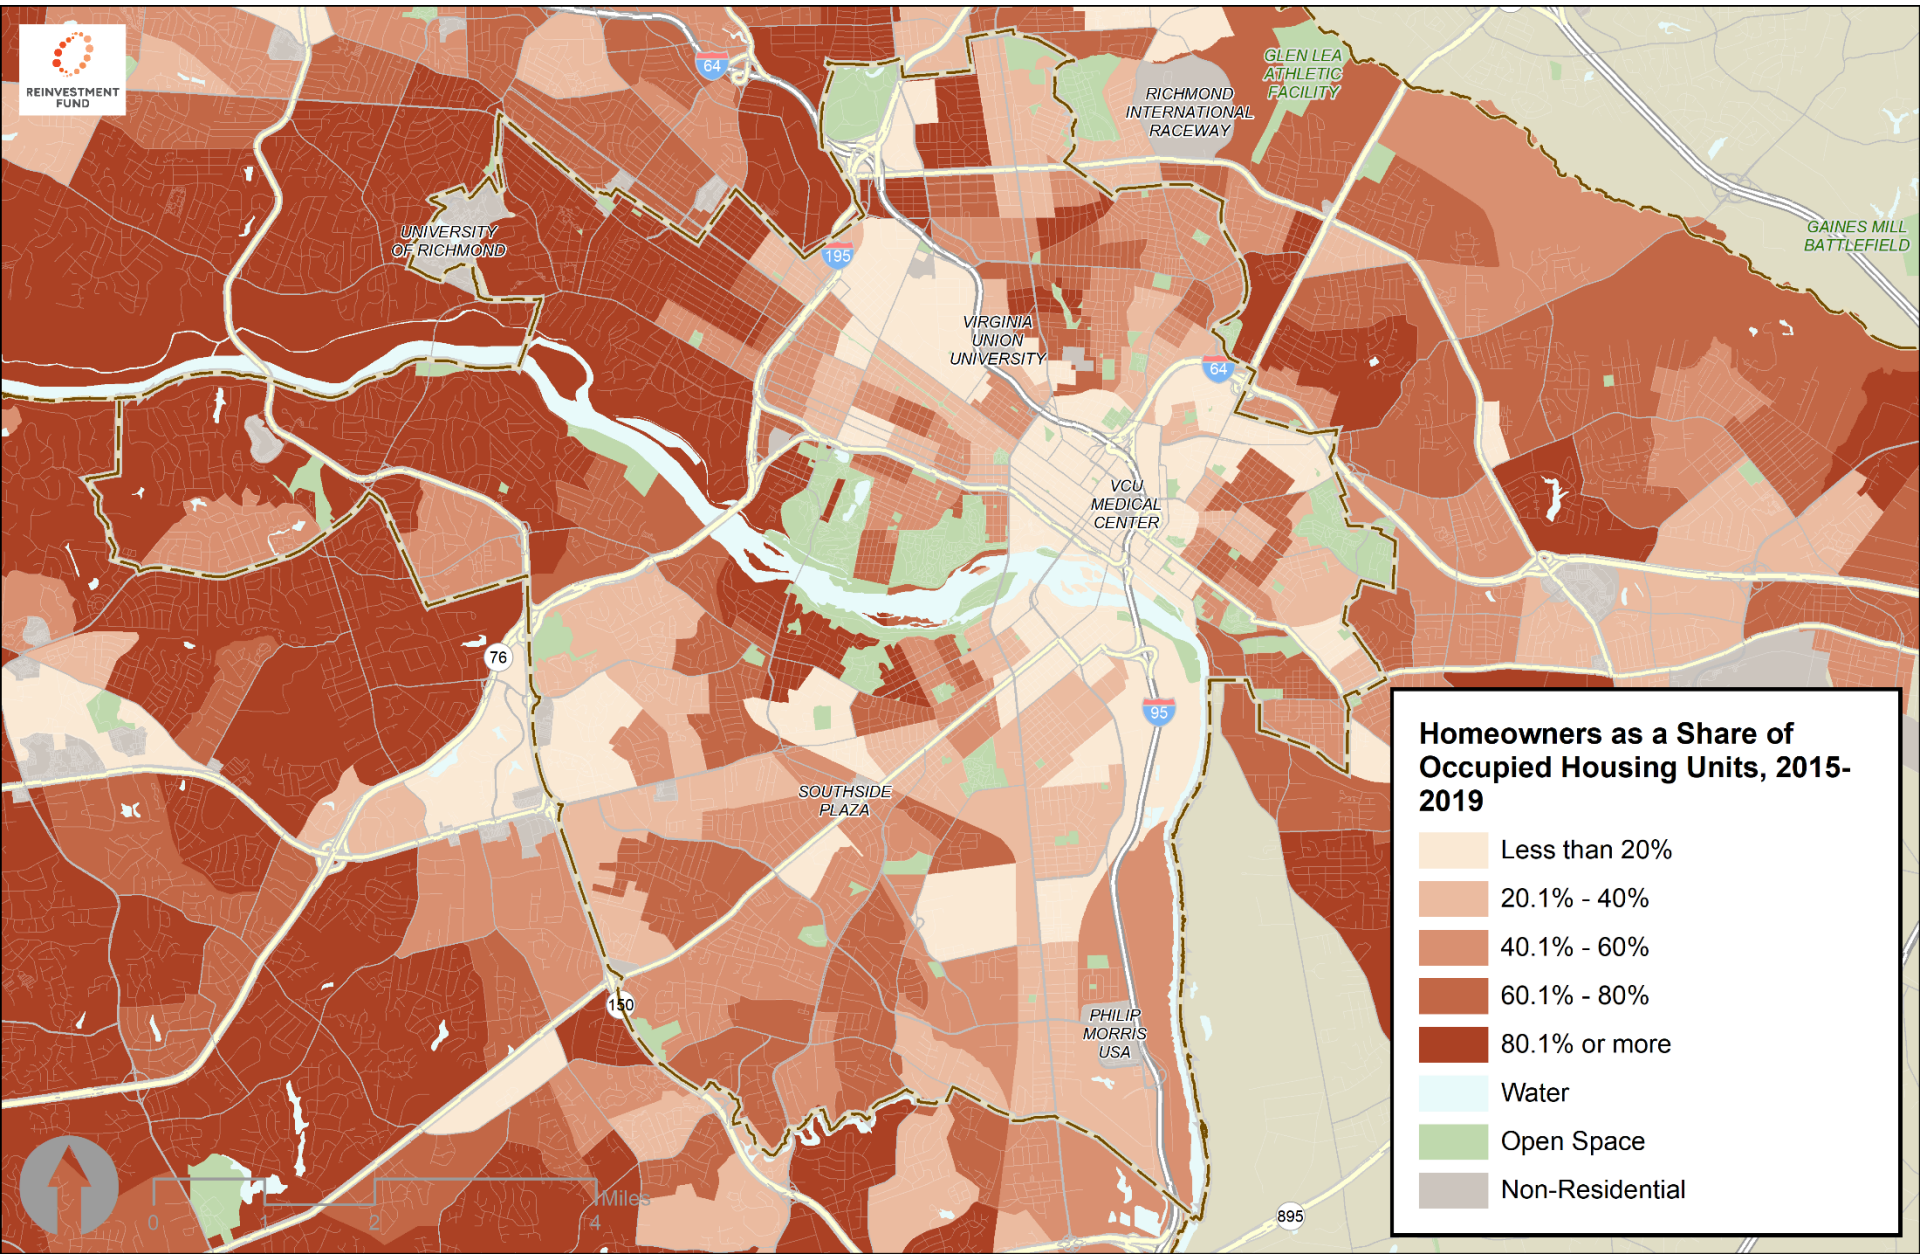 REINVESTMENT
FUND
64
GLEN LEA
ATHLETIC
FACILITY
RICHMOND
INTERNATIONAL
RACEWAY
UNIVERSITY
OF RICHMOND
GAINES MILL
BATTLEFIELD
195
VIRGINIA
UNION
UNIVERSITY
64
VCU
MEDICAL
CENTER
76
95
SOUTHSIDE
PLAZA
150
PHILIP
MORRIS
USA
895
Homeowners as a Share of
Occupied Housing Units, 2015-
2019
Less than 20%
20.1% - 40%
40.1% - 60%
60.1% - 80%
80.1% or more
Water
Open Space
Non-Residential
Miles
0 1 2 4